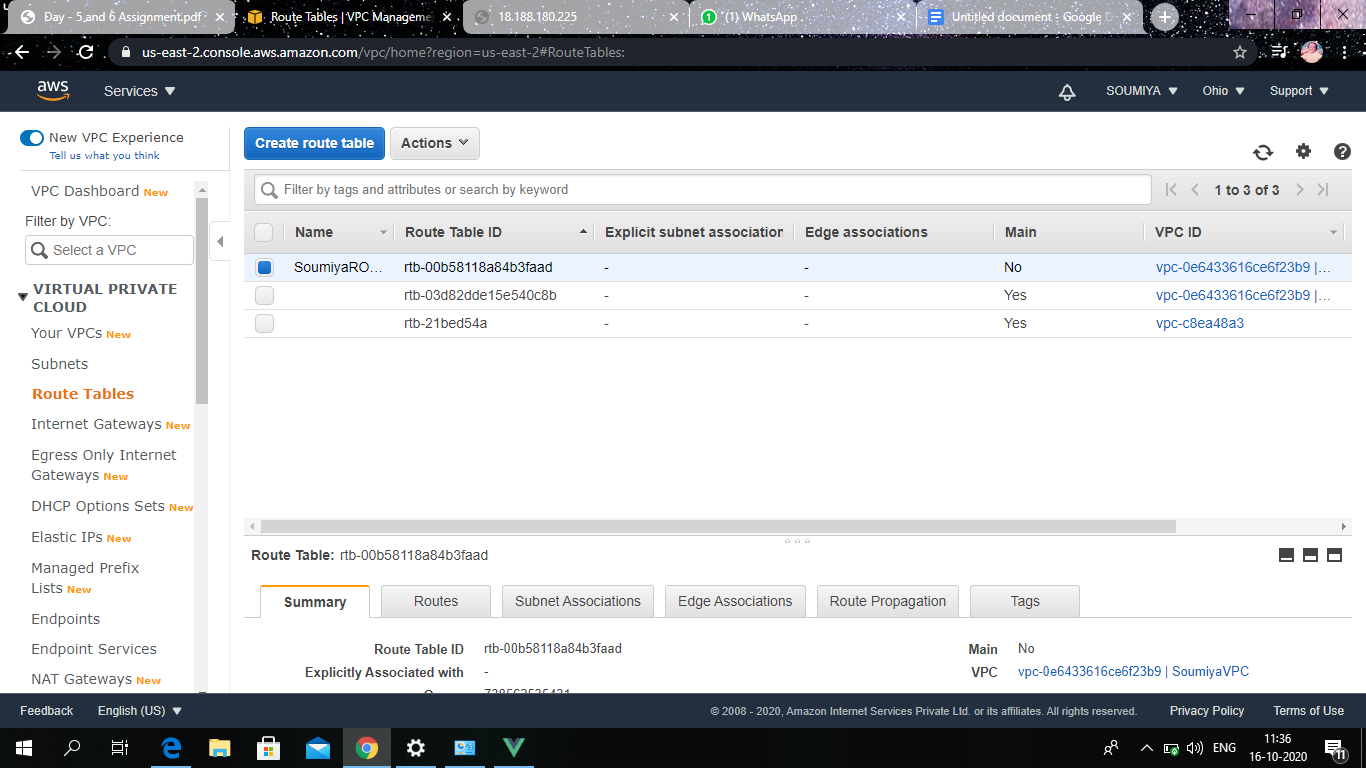 Day - 5,and 6 Assignment.pdf
Route Tables | VPC Manageme
18.188.180.225
(1) WhatsApp
Untitled document - Google D
us-east-2.console.aws.amazon.com/vpc/home?region=us-east-2#RouteTables:
aws Services SOUMIYA Ohio Support
New VPC Experience
Tell us what you think
VPC Dashboard New
Filter by VPC:
Select a VPC
VIRTUAL PRIVATE
CLOUD
Your VPCs New
Subnets
Route Tables
Internet Gateways New
Egress Only Internet
Gateways New
DHCP Options Sets New
Elastic IPs New
Managed Prefix
Lists New
Endpoints
Endpoint Services
NAT Gateways New
Create route table Actions
Filter by tags and attributes or search by keyword
1 to 3 of 3
Name Route Table ID Explicit subnet association Edge associations Main VPC ID
SoumiyaRO... rtb-00b58118a84b3faad - - No vpc-0e6433616ce6f23b9 |...
rtb-03d82dde15e540c8b - - Yes vpc-0e6433616ce6f23b9 |...
rtb-21bed54a - - Yes vpc-c8ea48a3
Route Table: rtb-00b58118a84b3faad
Summary Routes Subnet Associations Edge Associations Route Propagation Tags
Route Table ID rtb-00b58118a84b3faad Main No
Explicitly Associated with - VPC vpc-0e6433616ce6f23b9 | SoumiyaVPC
Feedback English (US) © 2008 - 2020, Amazon Internet Services Private Ltd. or its affiliates. All rights reserved. Privacy Policy Terms of Use
ENG
11:36
16-10-2020
11